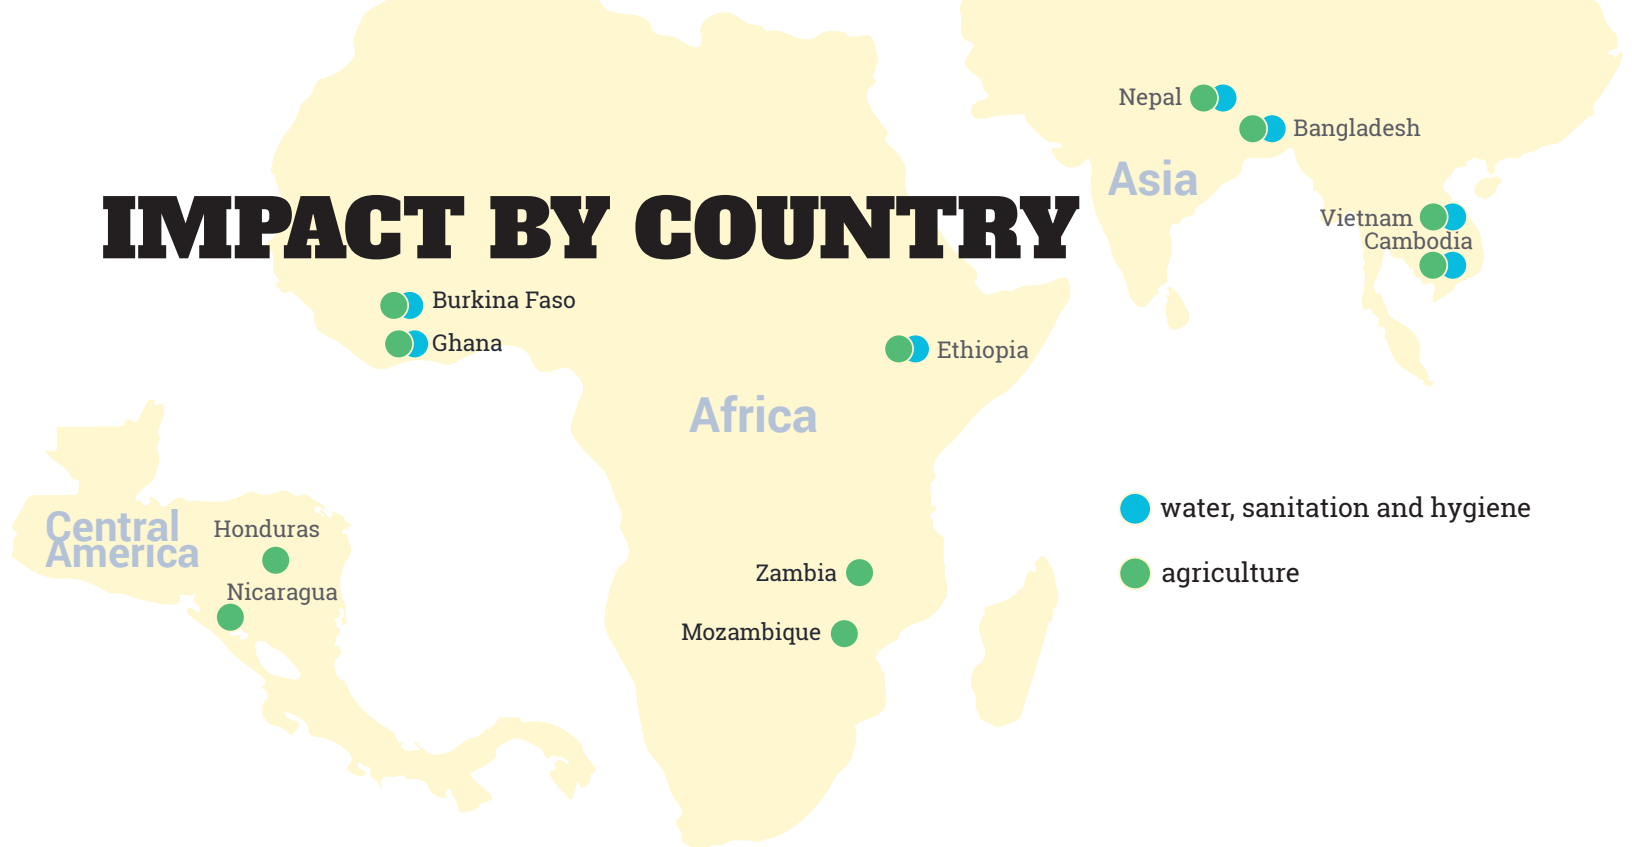 IMPACT BY COUNTRY
Nepal
Bangladesh
Asia
Vietnam
Cambodia
Burkina Faso
Ghana
Ethiopia
Africa
Central
America
Honduras
Nicaragua
Zambia
Mozambique
water, sanitation and hygiene
agriculture